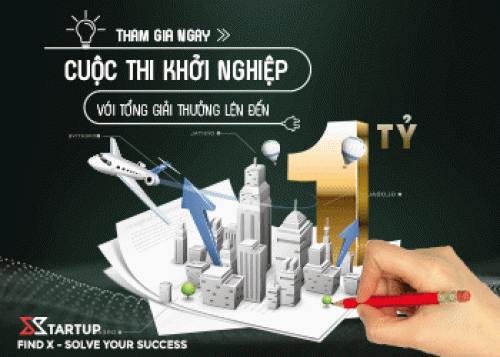 THAM GIA NGAY >>
CUỘC THI KHỞI NGHIỆP
VỚI TỔNG GIẢI THƯỞNG LÊN ĐẾN
1 TỶ
STARTUP
FIND X - SOLVE YOUR SUCCESS